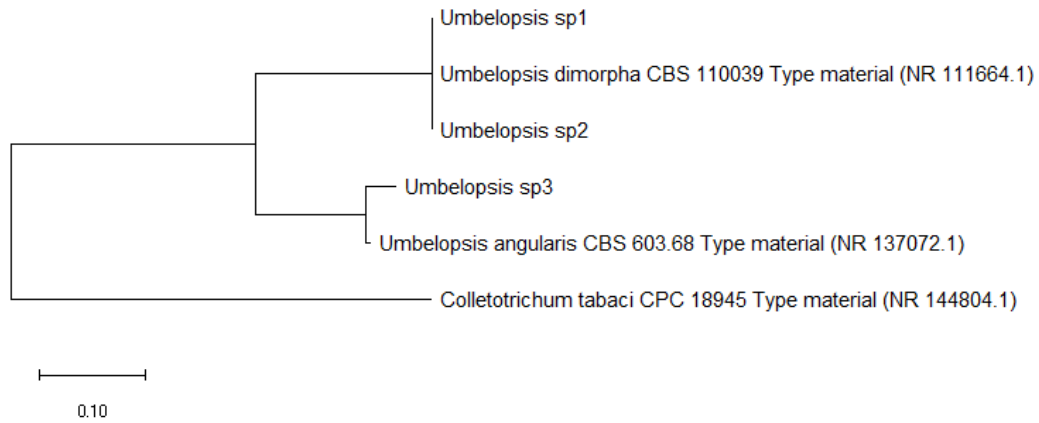 Umbelopsis sp1
Umbelopsis dimorpha CBS 110039 Type material (NR 111664.1)
Umbelopsis sp2
Umbelopsis sp3
Umbelopsis angularis CBS 603.68 Type material (NR 137072.1)
Colletotrichum tabaci CPC 18945 Type material (NR 144804.1)
0.10